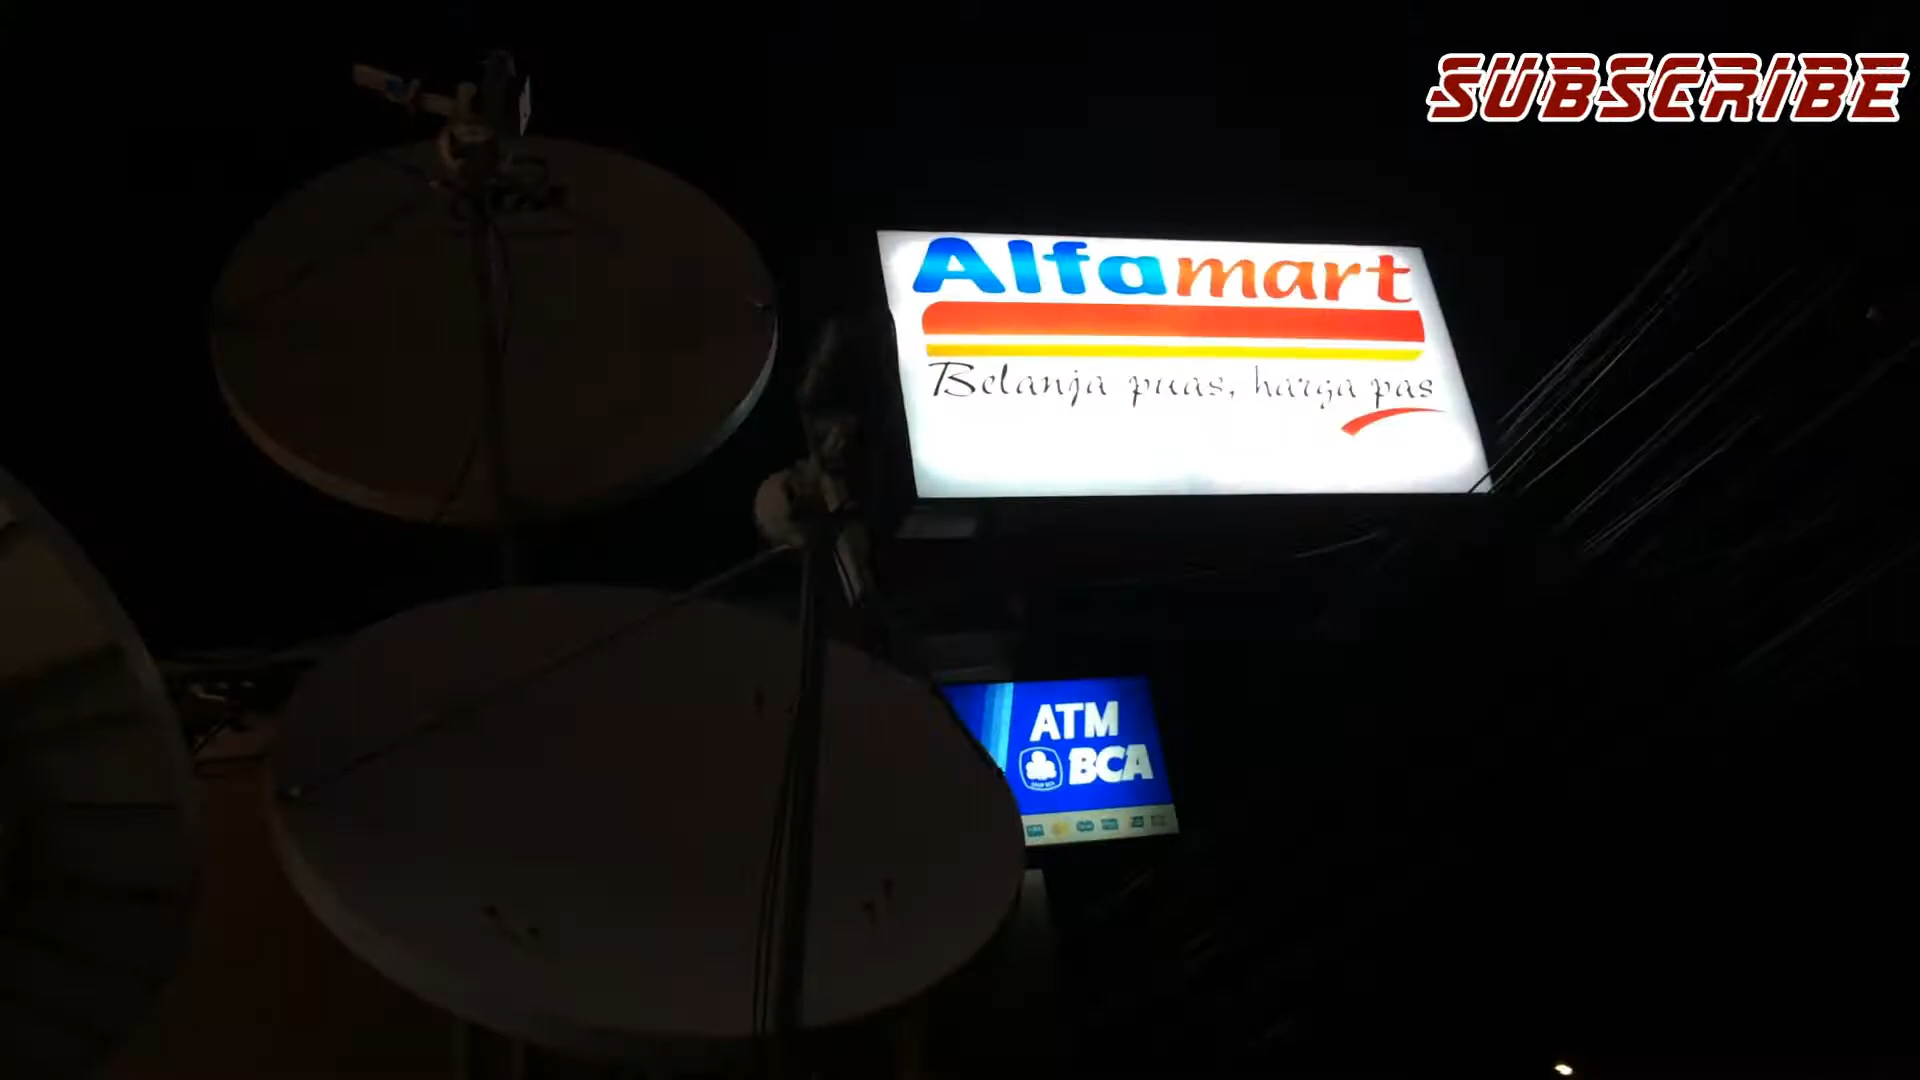 SUBSCRIBE
Alfamart
Belanja puas, harga pas
ATM
BCA